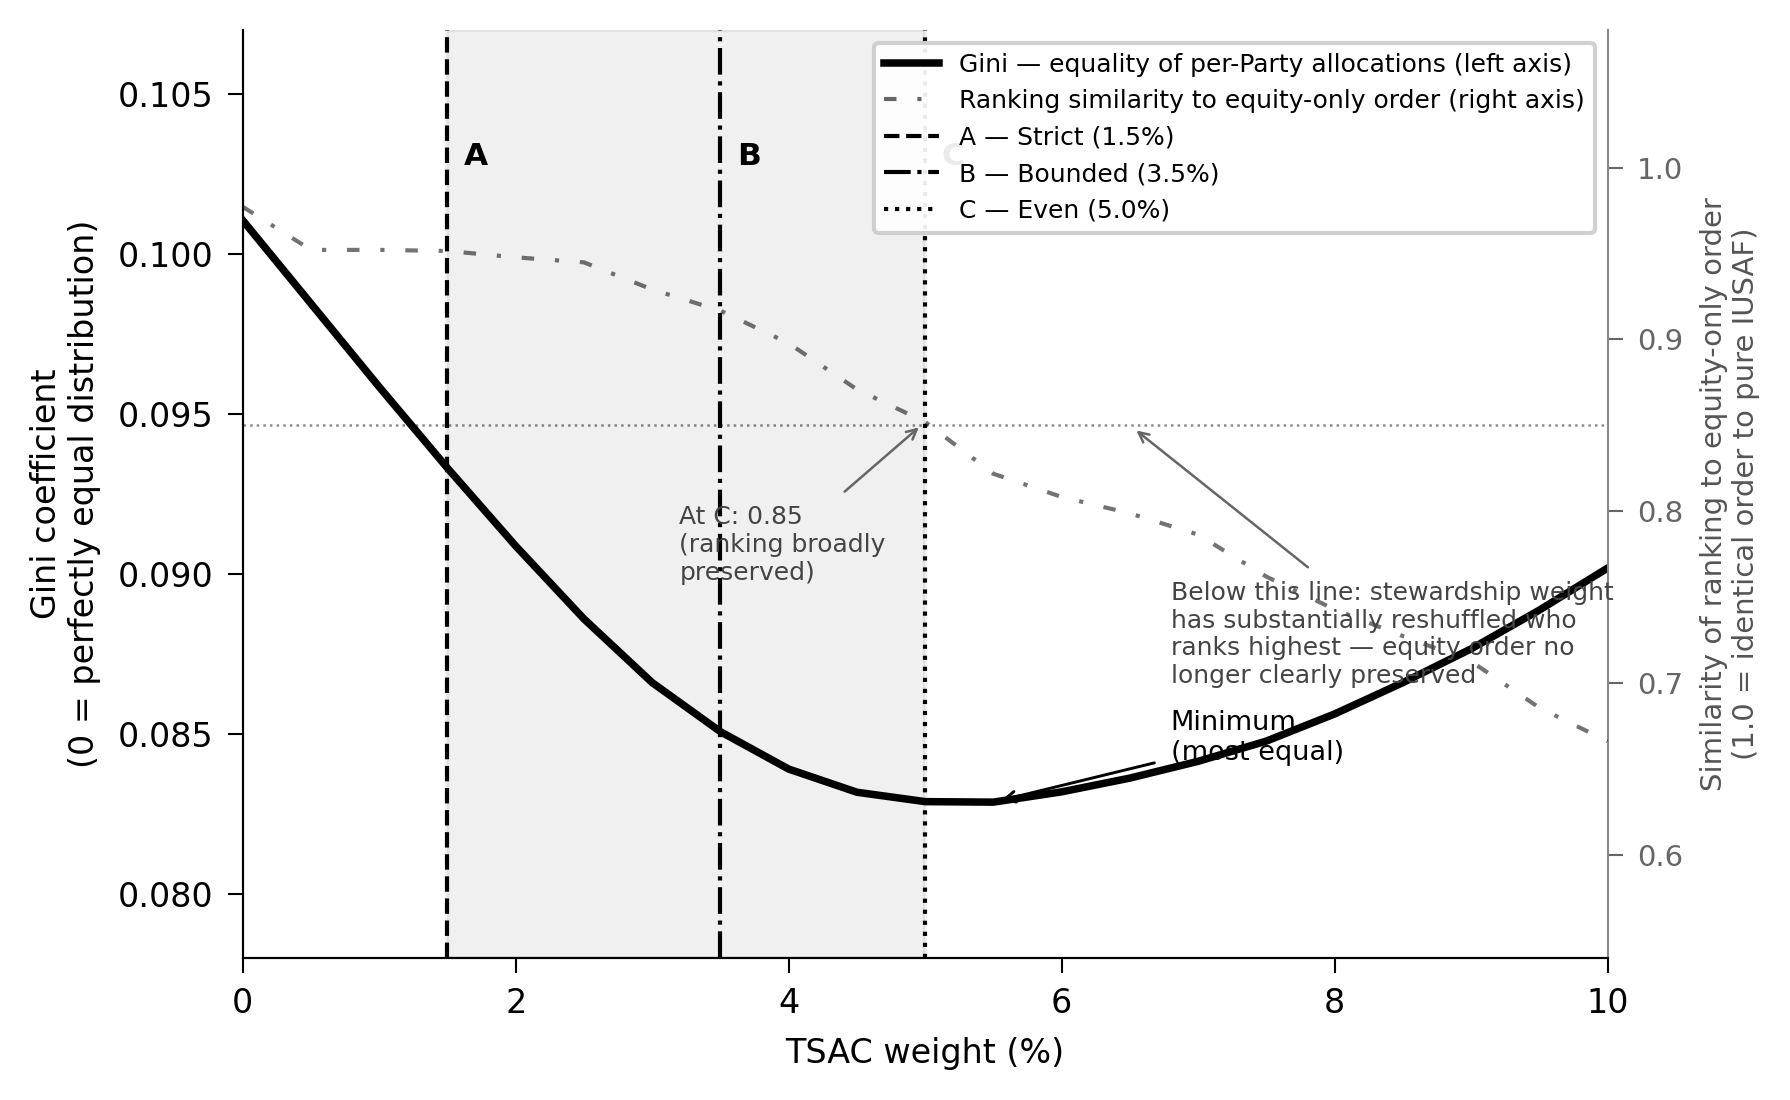 Gini — equality of per-Party allocations (left axis)
Ranking similarity to equity-only order (right axis)
A — Strict (1.5%)
B — Bounded (3.5%)
C — Even (5.0%)
A
B
C
0.105
0.100
0.095
0.090
0.085
0.080
Gini coefficient
(0 = perfectly equal distribution)
1.0
0.9
0.8
0.7
0.6
Similarity of ranking to equity-only order
(1.0 = identical order to pure IUSAF)
At C: 0.85
(ranking broadly
preserved)
Below this line: stewardship weight
has substantially reshuffled who
ranks highest — equity order no
longer clearly preserved
Minimum
(most equal)
0
2
4
6
8
10
TSAC weight (%)